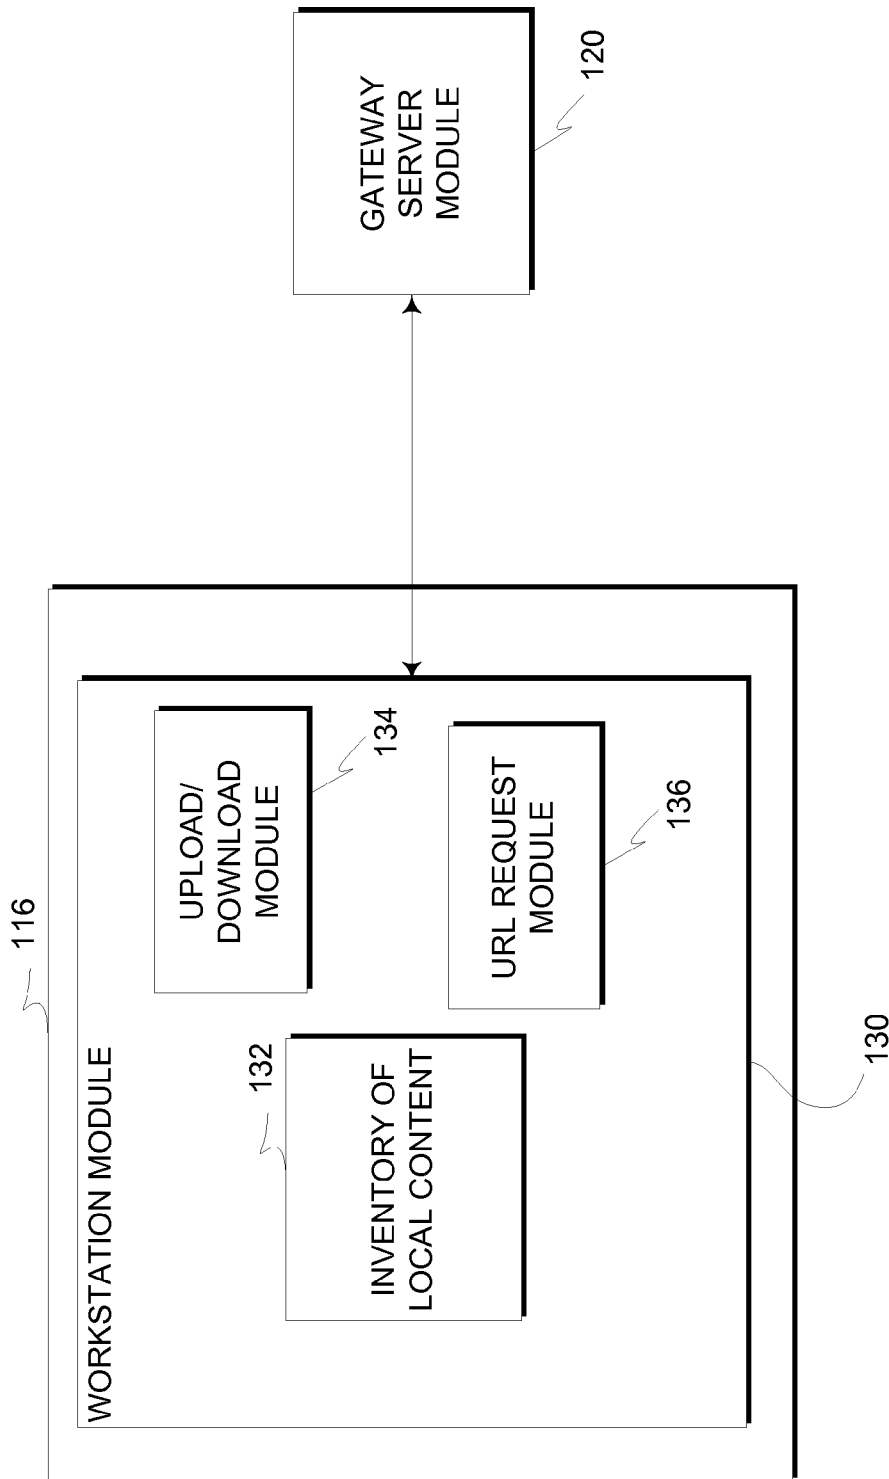 116
WORKSTATION MODULE
132
INVENTORY OF
LOCAL CONTENT
UPLOAD/
DOWNLOAD
MODULE
134
URL REQUEST
MODULE
136
130
GATEWAY
SERVER
MODULE
120